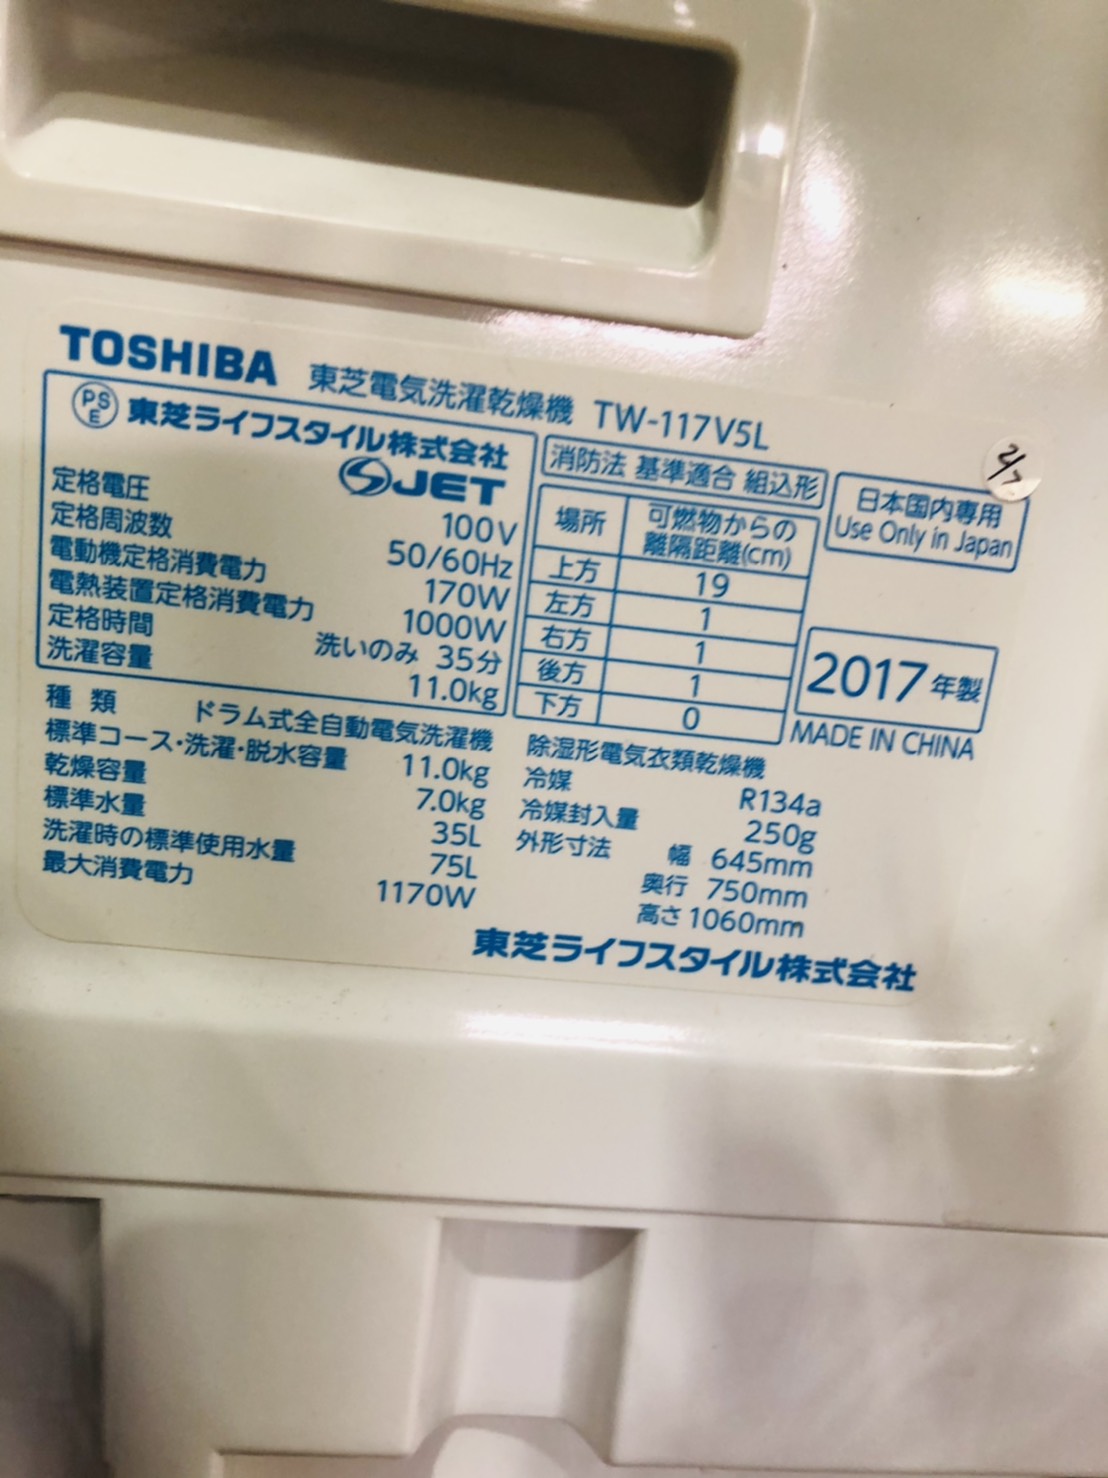 TOSHIBA 東芝電気洗濯乾燥機 TW-117V5L
PSE 東芝ライフスタイル株式会社
S JET
定格電圧 100V
定格周波数 50/60Hz
電動機定格消費電力 170W
電熱装置定格消費電力 1000W
定格時間 洗いのみ 35分
洗濯容量 11.0kg
消防法 基準適合 組込形
場所 可燃物からの離隔距離(cm)
上方 19
左方 1
右方 1
後方 1
下方 0
日本国内専用
Use Only in Japan
2017年製
MADE IN CHINA
種類 ドラム式全自動電気洗濯機
標準コース・洗濯・脱水容量 11.0kg
乾燥容量 7.0kg
標準水量 35L
洗濯時の標準使用水量 75L
最大消費電力 1170W
除湿形電気衣類乾燥機
冷媒 R134a
冷媒封入量 250g
外形寸法 幅 645mm
奥行 750mm
高さ 1060mm
東芝ライフスタイル株式会社